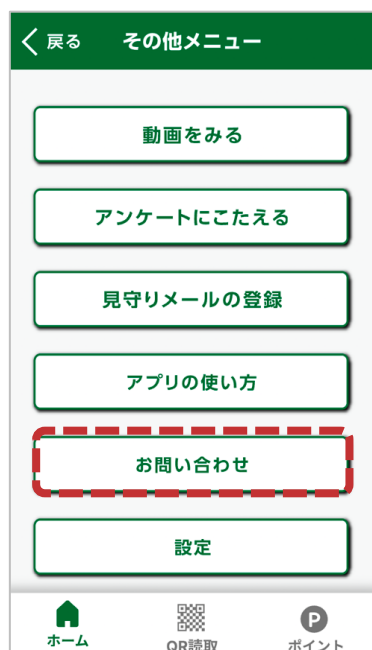 戻る その他メニュー
動画をみる
アンケートにこたえる
見守りメールの登録
アプリの使い方
お問い合わせ
設定
P
ホーム QR読取 ポイント